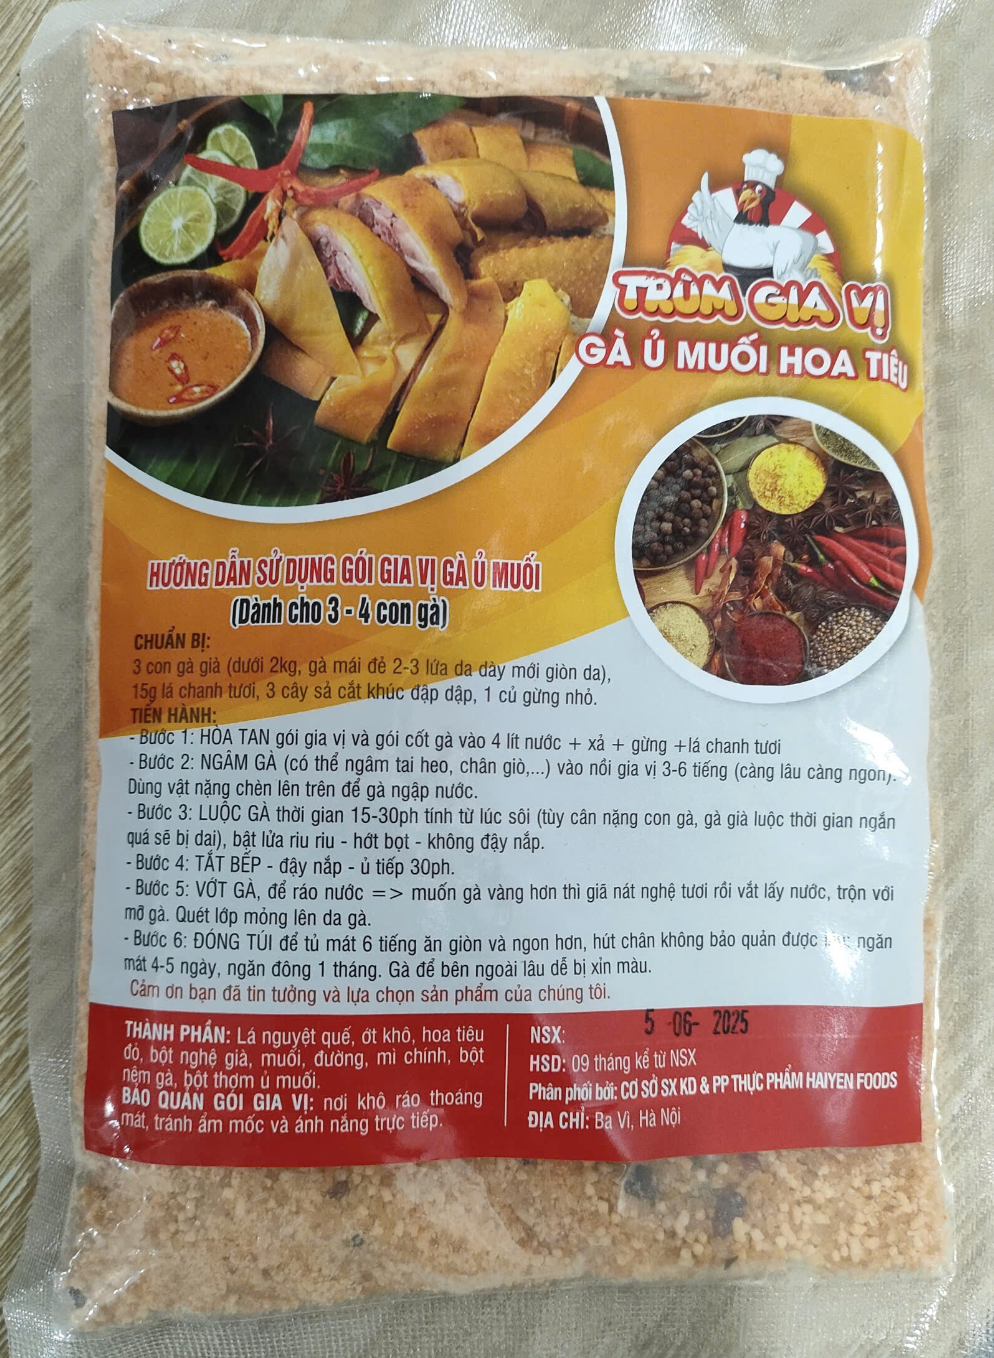 TRÙM GIA VỊ
GÀ Ủ MUỐI HOA TIÊU
HƯỚNG DẪN SỬ DỤNG GÓI GIA VỊ GÀ Ủ MUỐI
(Dành cho 3 - 4 con gà)
CHUẨN BỊ:
3 con gà già (dưới 2kg, gà mái đẻ 2-3 lứa da dày mới giòn da),
15g lá chanh tươi, 3 cây sả cắt khúc đập dập, 1 củ gừng nhỏ.
TIẾN HÀNH:
- Bước 1: HÒA TAN gói gia vị và gói cốt gà vào 4 lít nước + xả + gừng +lá chanh tươi
- Bước 2: NGÂM GÀ (có thể ngâm tai heo, chân giò,...) vào nồi gia vị 3-6 tiếng (càng lâu càng ngon).
Dùng vật nặng chèn lên trên để gà ngập nước.
- Bước 3: LUỘC GÀ thời gian 15-30ph tính từ lúc sôi (tùy cân nặng con gà, gà già luộc thời gian ngắn
quá sẽ bị dai), bật lửa riu riu - hớt bọt - không đậy nắp.
- Bước 4: TẮT BẾP - đậy nắp - ủ tiếp 30ph.
- Bước 5: VỚT GÀ, để ráo nước => muốn gà vàng hơn thì giã nát nghệ tươi rồi vắt lấy nước, trộn với
mỡ gà. Quét lớp mỏng lên da gà.
- Bước 6: ĐÓNG TÚI để tủ mát 6 tiếng ăn giòn và ngon hơn, hút chân không bảo quản được ngăn
mát 4-5 ngày, ngăn đông 1 tháng. Gà để bên ngoài lâu dễ bị xỉn màu.
Cảm ơn bạn đã tin tưởng và lựa chọn sản phẩm của chúng tôi.
THÀNH PHẦN: Lá nguyệt quế, ớt khô, hoa tiêu
đỏ, bột nghệ già, muối, đường, mì chính, bột
nêm gà, bột thơm ủ muối.
BẢO QUẢN GÓI GIA VỊ: nơi khô ráo thoáng
mát, tránh ẩm mốc và ánh nắng trực tiếp.
NSX: 5 -06- 2025
HSD: 09 tháng kể từ NSX
Phân phối bởi: CƠ SỞ SX KD & PP THỰC PHẨM HAIYEN FOODS
ĐỊA CHỈ: Ba Vì, Hà Nội